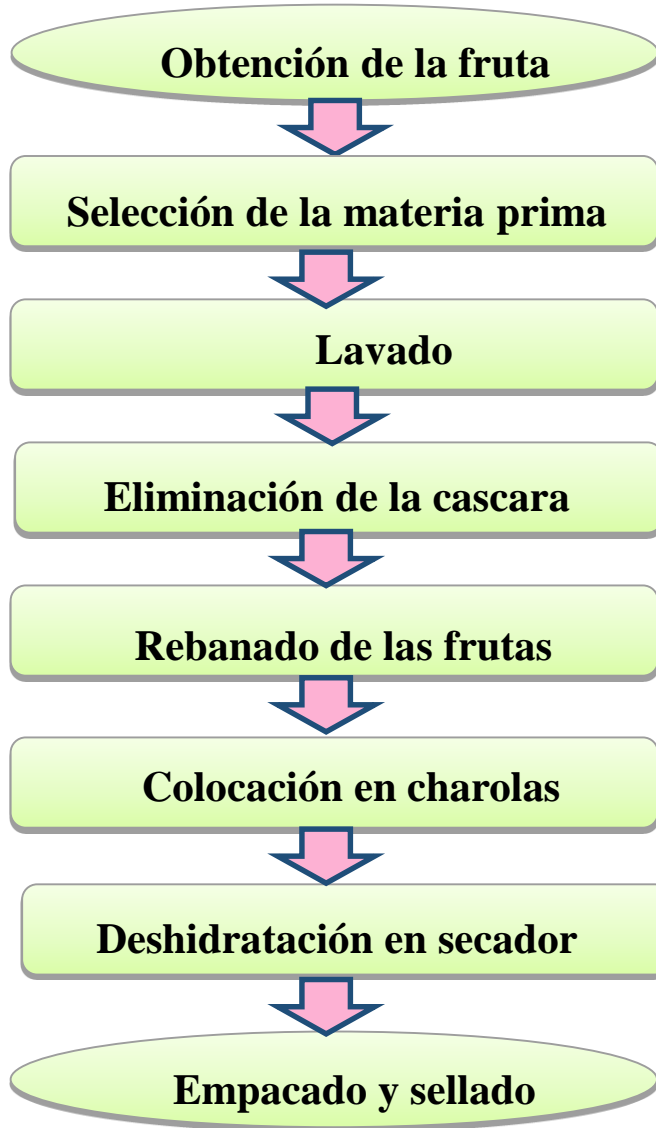 Obtención de la fruta
Selección de la materia prima
Lavado
Eliminación de la cascara
Rebanado de las frutas
Colocación en charolas
Deshidratación en secador
Empacado y sellado